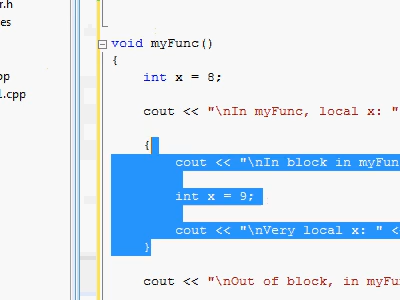 r.h
es
void myFunc()
{
pp
int x = 8;
l.cpp
cout << "\nIn myFunc, local x: "
{
cout << "\nIn block in myFun
int x = 9;
cout << "\nVery local x: " <
}
cout << "\nOut of block, in myFu